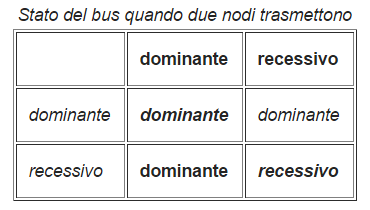 Stato del bus quando due nodi trasmettono
dominante recessivo
dominante dominante dominante
recessivo dominante recessivo